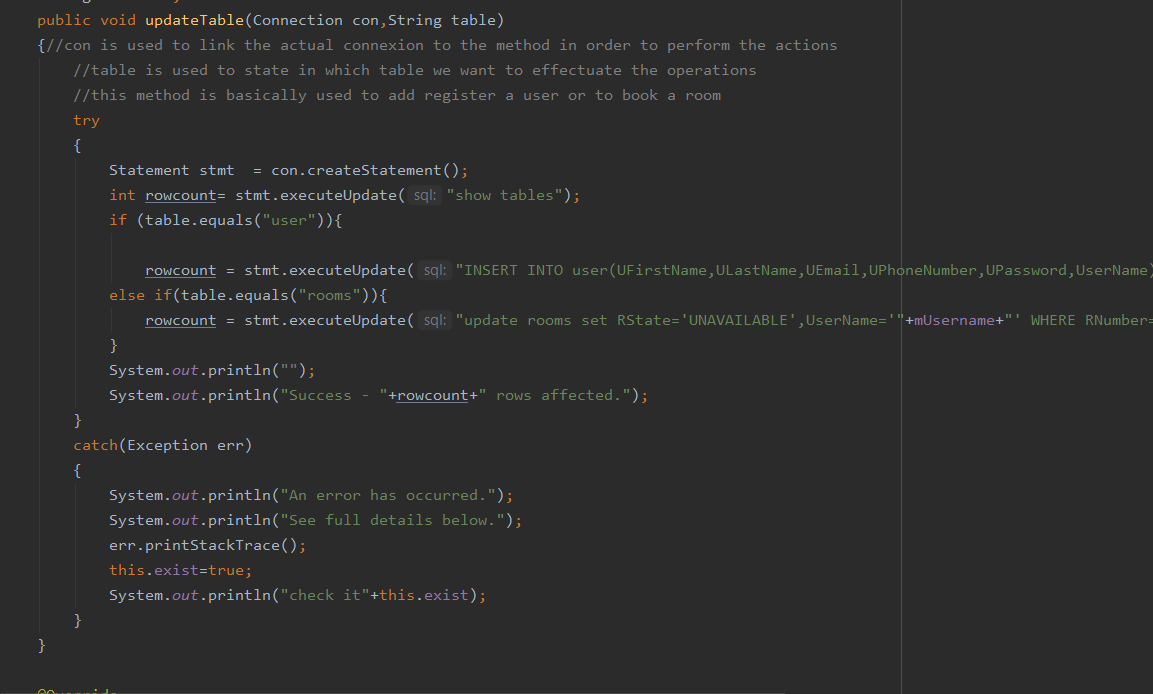 public void updateTable(Connection con,String table)
{//con is used to link the actual connexion to the method in order to perform the actions
//table is used to state in which table we want to effectuate the operations
//this method is basically used to add register a user or to book a room
try
{
Statement stmt  = con.createStatement();
int rowcount= stmt.executeUpdate( sql: "show tables");
if (table.equals("user")){
rowcount = stmt.executeUpdate( sql: "INSERT INTO user(UFirstName,ULastName,UEmail,UPhoneNumber,UPassword,UserName)
else if(table.equals("rooms")){
rowcount = stmt.executeUpdate( sql: "update rooms set RState='UNAVAILABLE',UserName='"+mUsername+"' WHERE RNumber=
}
System.out.println("");
System.out.println("Success - "+rowcount+" rows affected.");
}
catch(Exception err)
{
System.out.println("An error has occurred.");
System.out.println("See full details below.");
err.printStackTrace();
this.exist=true;
System.out.println("check it"+this.exist);
}
}